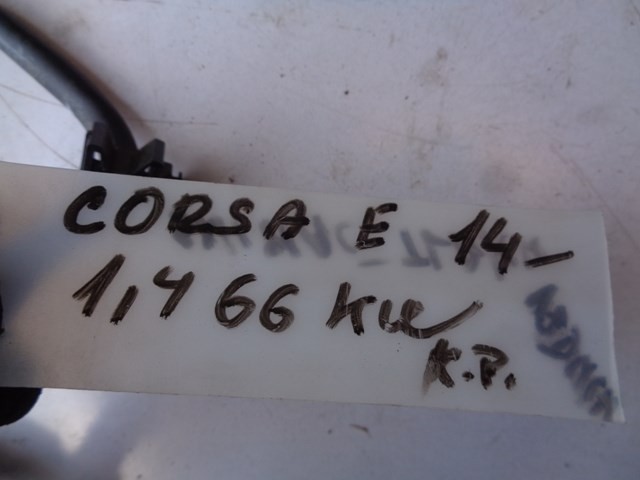 CORSA E 14-
1,4 66 KW
K.P.